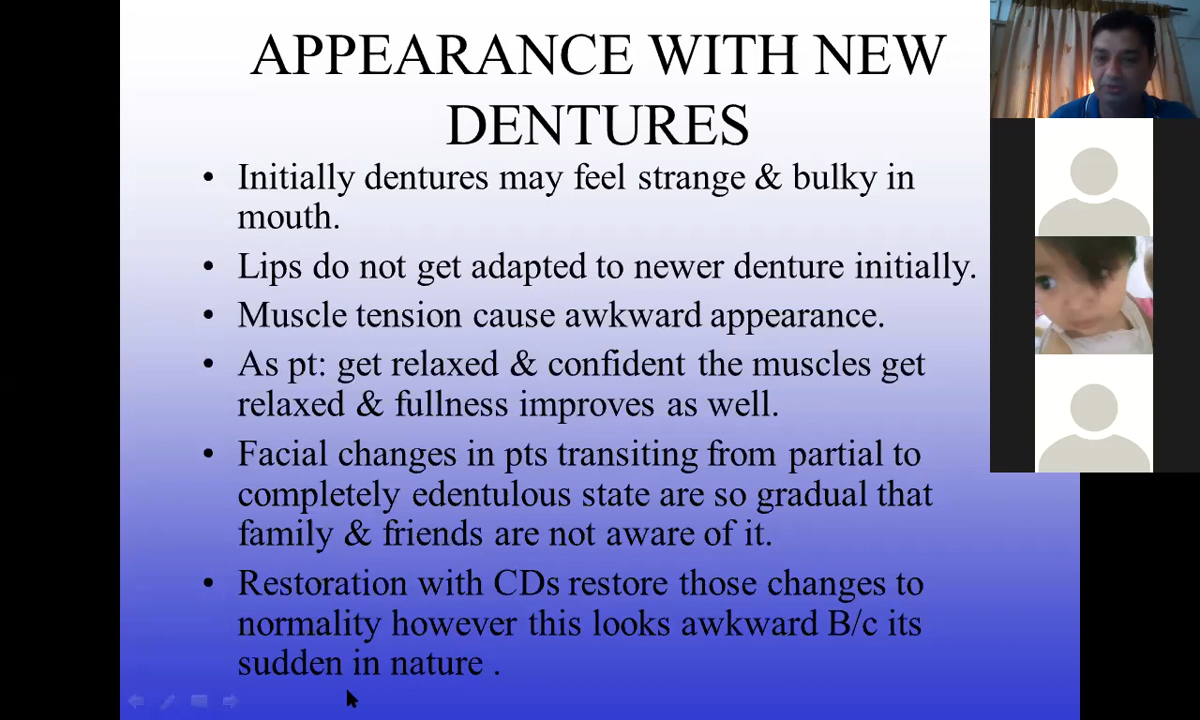 APPEARANCE WITH NEW
DENTURES
• Initially dentures may feel strange & bulky in
mouth.
• Lips do not get adapted to newer denture initially.
• Muscle tension cause awkward appearance.
• As pt: get relaxed & confident the muscles get
relaxed & fullness improves as well.
• Facial changes in pts transiting from partial to
completely edentulous state are so gradual that
family & friends are not aware of it.
• Restoration with CDs restore those changes to
normality however this looks awkward B/c its
sudden in nature .